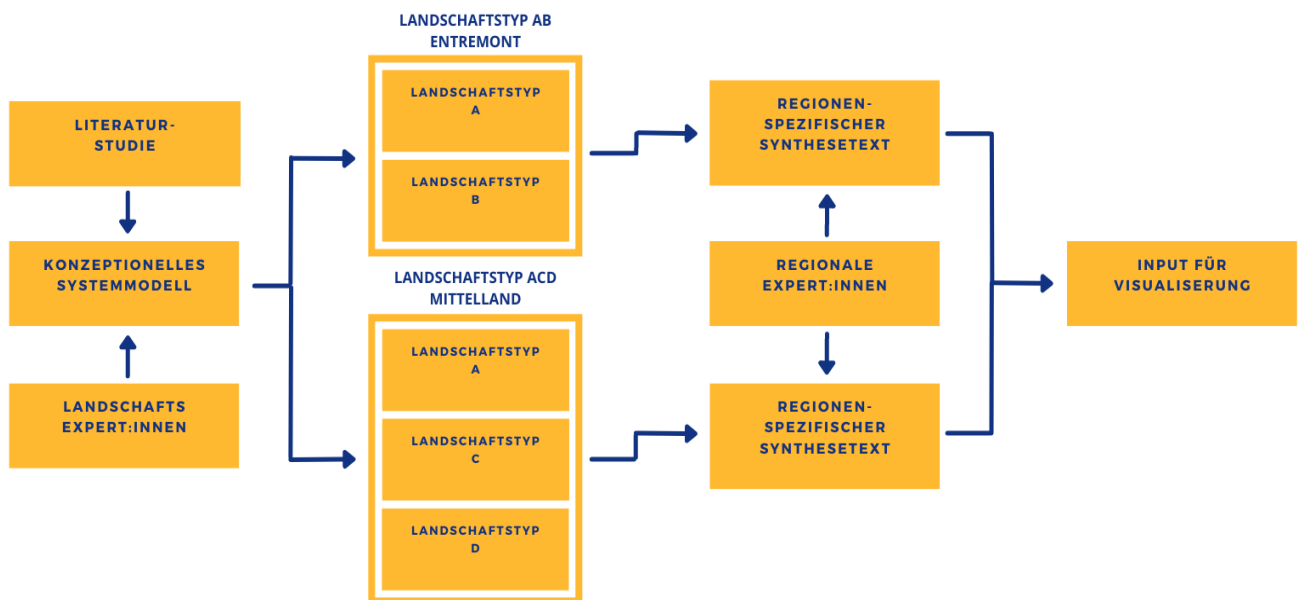 LITERATUR-
STUDIE
KONZEPTIONELLES
SYSTEMMODELL
LANDSCHAFTS
EXPERT:INNEN
LANDSCHAFTSTYP AB
ENTREMONT
LANDSCHAFTSTYP
A
LANDSCHAFTSTYP
B
LANDSCHAFTSTYP ACD
MITTELLAND
LANDSCHAFTSTYP
A
LANDSCHAFTSTYP
C
LANDSCHAFTSTYP
D
REGIONEN-
SPEZIFISCHER
SYNTHESETEXT
REGIONALE
EXPERT:INNEN
REGIONEN-
SPEZIFISCHER
SYNTHESETEXT
INPUT FÜR
VISUALISERUNG